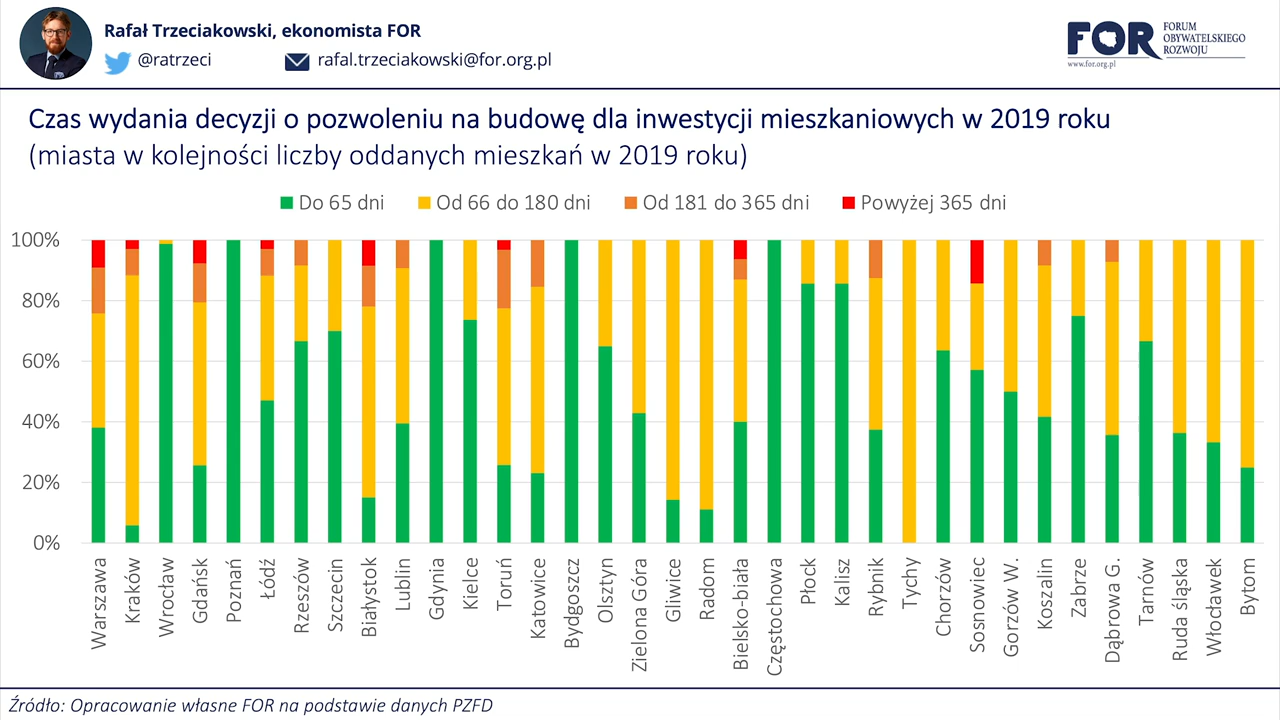 Rafał Trzeciakowski, ekonomista FOR
@ratrzeci
rafal.trzeciakowski@for.org.pl
FOR
FORUM
OBYWATELSKIEGO
ROZWOJU
www.for.org.pl
Czas wydania decyzji o pozwoleniu na budowę dla inwestycji mieszkaniowych w 2019 roku
(miasta w kolejności liczby oddanych mieszkań w 2019 roku)
Do 65 dni
Od 66 do 180 dni
Od 181 do 365 dni
Powyżej 365 dni
100%
80%
60%
40%
20%
0%
Warszawa
Kraków
Wrocław
Gdańsk
Poznań
Łódź
Rzeszów
Szczecin
Białystok
Lublin
Gdynia
Kielce
Toruń
Katowice
Bydgoszcz
Olsztyn
Zielona Góra
Gliwice
Radom
Bielsko-biała
Częstochowa
Płock
Kalisz
Rybnik
Tychy
Chorzów
Sosnowiec
Gorzów W.
Koszalin
Zabrze
Dąbrowa G.
Tarnów
Ruda śląska
Włocławek
Bytom
Źródło: Opracowanie własne FOR na podstawie danych PZFD